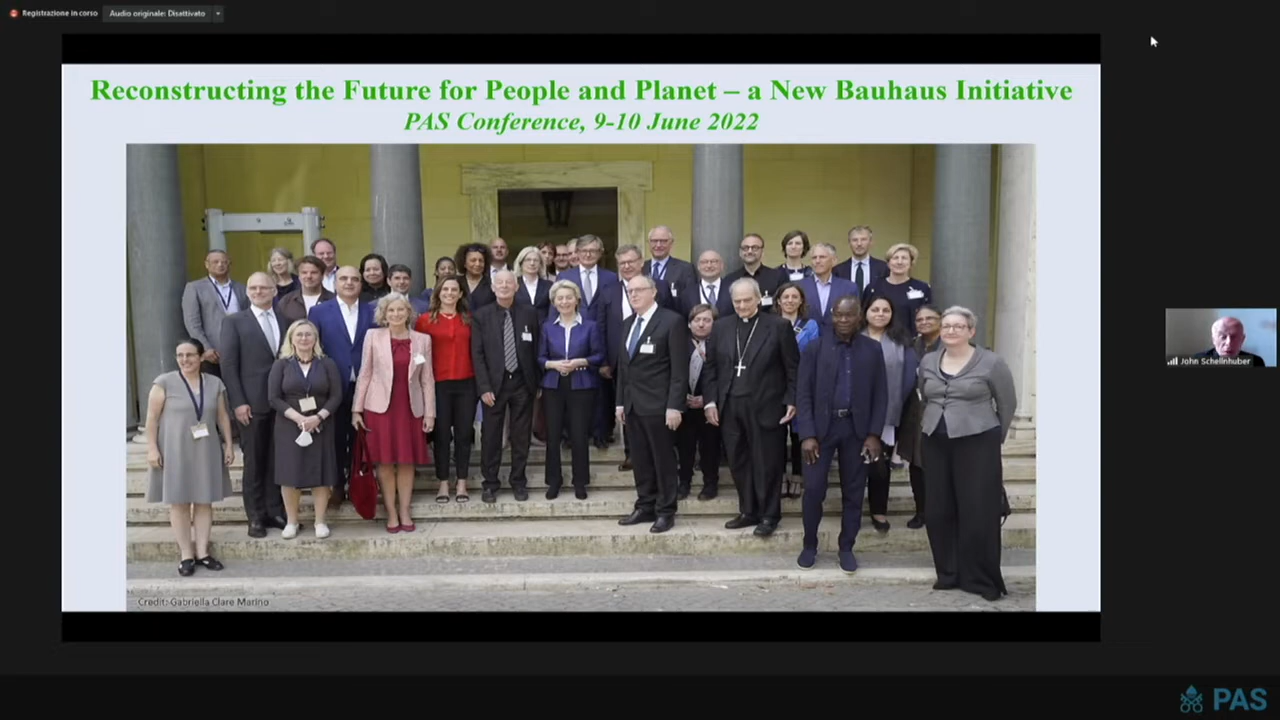 Registrazione in corso
Audio originale: Disattivato
Reconstructing the Future for People and Planet – a New Bauhaus Initiative
PAS Conference, 9-10 June 2022
John Schellnhuber
Credit: Gabriella Clare Marino
PAS